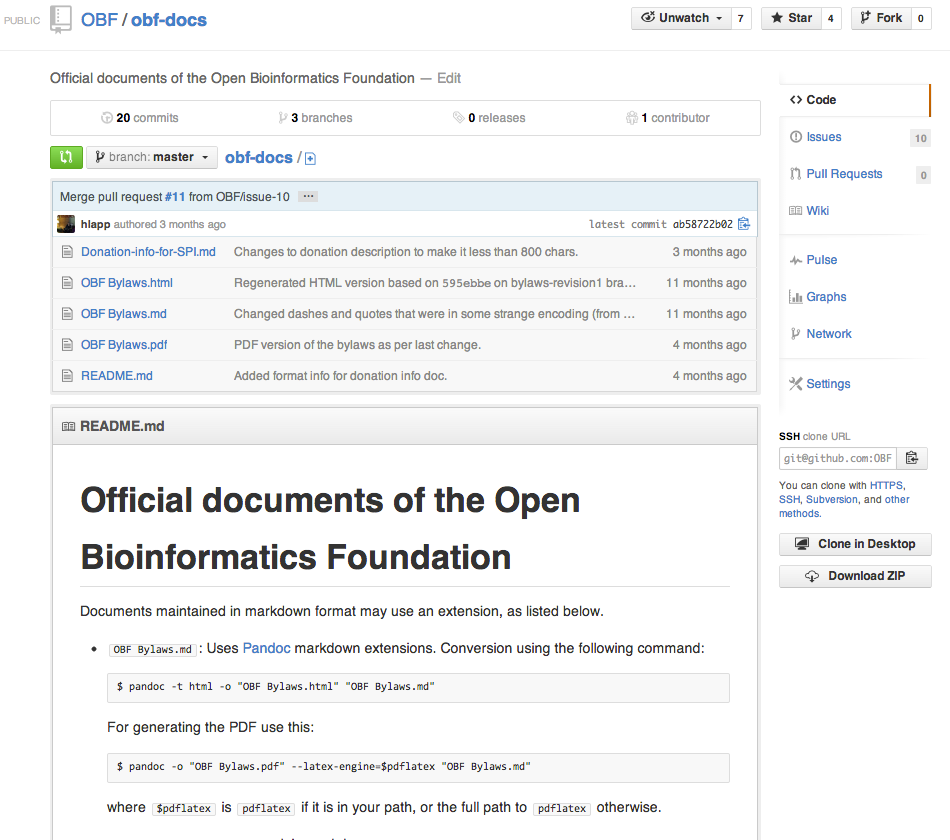 PUBLIC OBF / obf-docs Unwatch 7 Star 4 Fork 0
Official documents of the Open Bioinformatics Foundation — Edit
20 commits 3 branches 0 releases 1 contributor
branch: master obf-docs /
Merge pull request #11 from OBF/issue-10 ...
hlapp authored 3 months ago latest commit ab58722b02
Donation-info-for-SPI.md Changes to donation description to make it less than 800 chars. 3 months ago
OBF Bylaws.html Regenerated HTML version based on 595ebbe on bylaws-revision1 bra... 11 months ago
OBF Bylaws.md Changed dashes and quotes that were in some strange encoding (from ... 11 months ago
OBF Bylaws.pdf PDF version of the bylaws as per last change. 4 months ago
README.md Added format info for donation info doc. 4 months ago
README.md
Official documents of the Open
Bioinformatics Foundation
Documents maintained in markdown format may use an extension, as listed below.
• OBF Bylaws.md : Uses Pandoc markdown extensions. Conversion using the following command:
$ pandoc -t html -o "OBF Bylaws.html" "OBF Bylaws.md"
For generating the PDF use this:
$ pandoc -o "OBF Bylaws.pdf" --latex-engine=$pdflatex "OBF Bylaws.md"
where $pdflatex is pdflatex if it is in your path, or the full path to pdflatex otherwise.
Code
Issues 10
Pull Requests 0
Wiki
Pulse
Graphs
Network
Settings
SSH clone URL
git@github.com:OBF
You can clone with HTTPS,
SSH, Subversion, and other
methods.
Clone in Desktop
Download ZIP